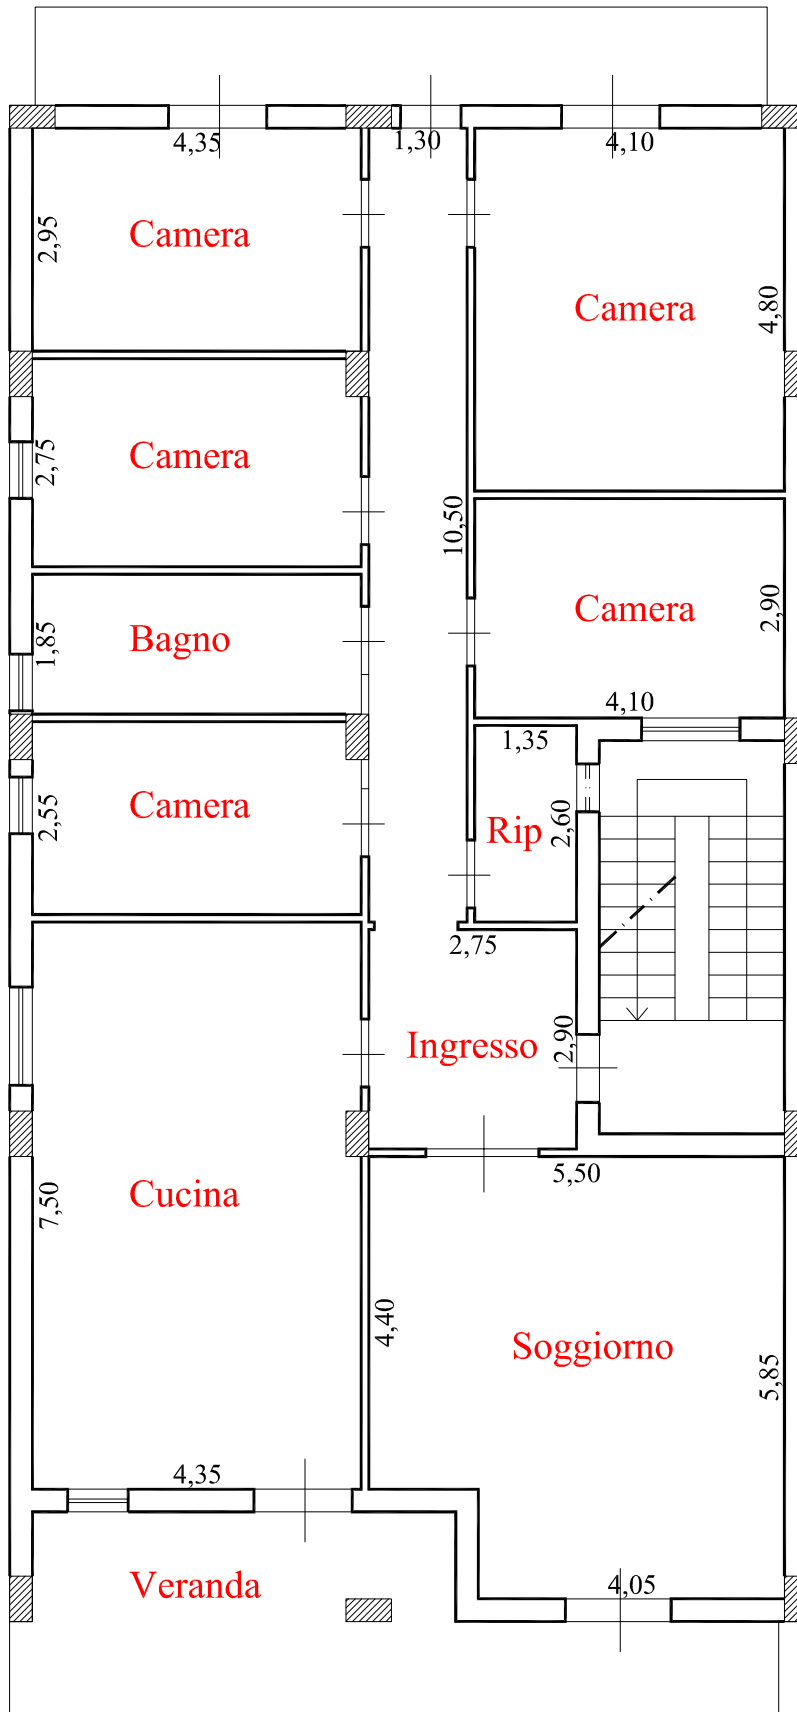 4,35
1,30
4,10
2,95
Camera
Camera
4,80
2,75
Camera
10,50
1,85
Bagno
Camera
2,90
4,10
2,55
Camera
1,35
Rip
2,60
2,75
Ingresso
2,90
7,50
Cucina
5,50
4,40
Soggiorno
5,85
4,35
Veranda
4,05